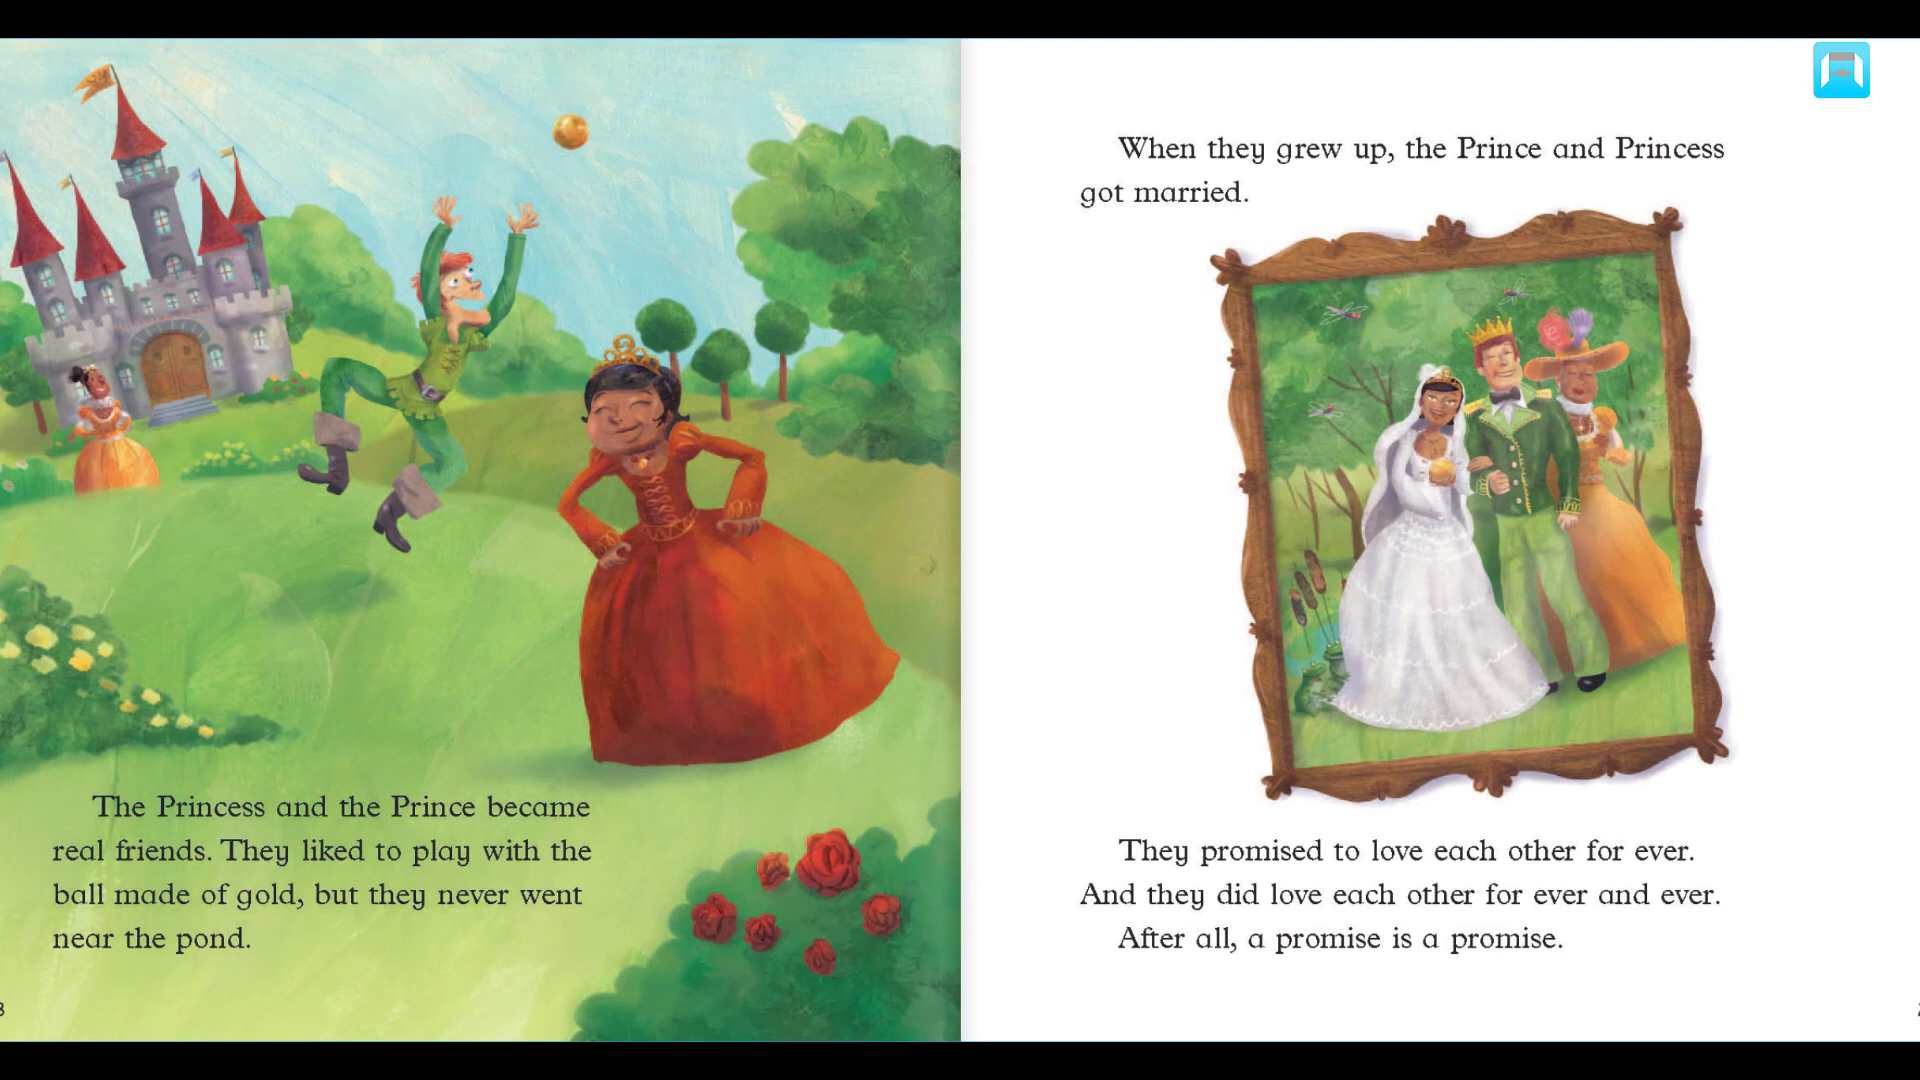 The Princess and the Prince became
real friends. They liked to play with the
ball made of gold, but they never went
near the pond.
When they grew up, the Prince and Princess
got married.
They promised to love each other for ever.
And they did love each other for ever and ever.
After all, a promise is a promise.